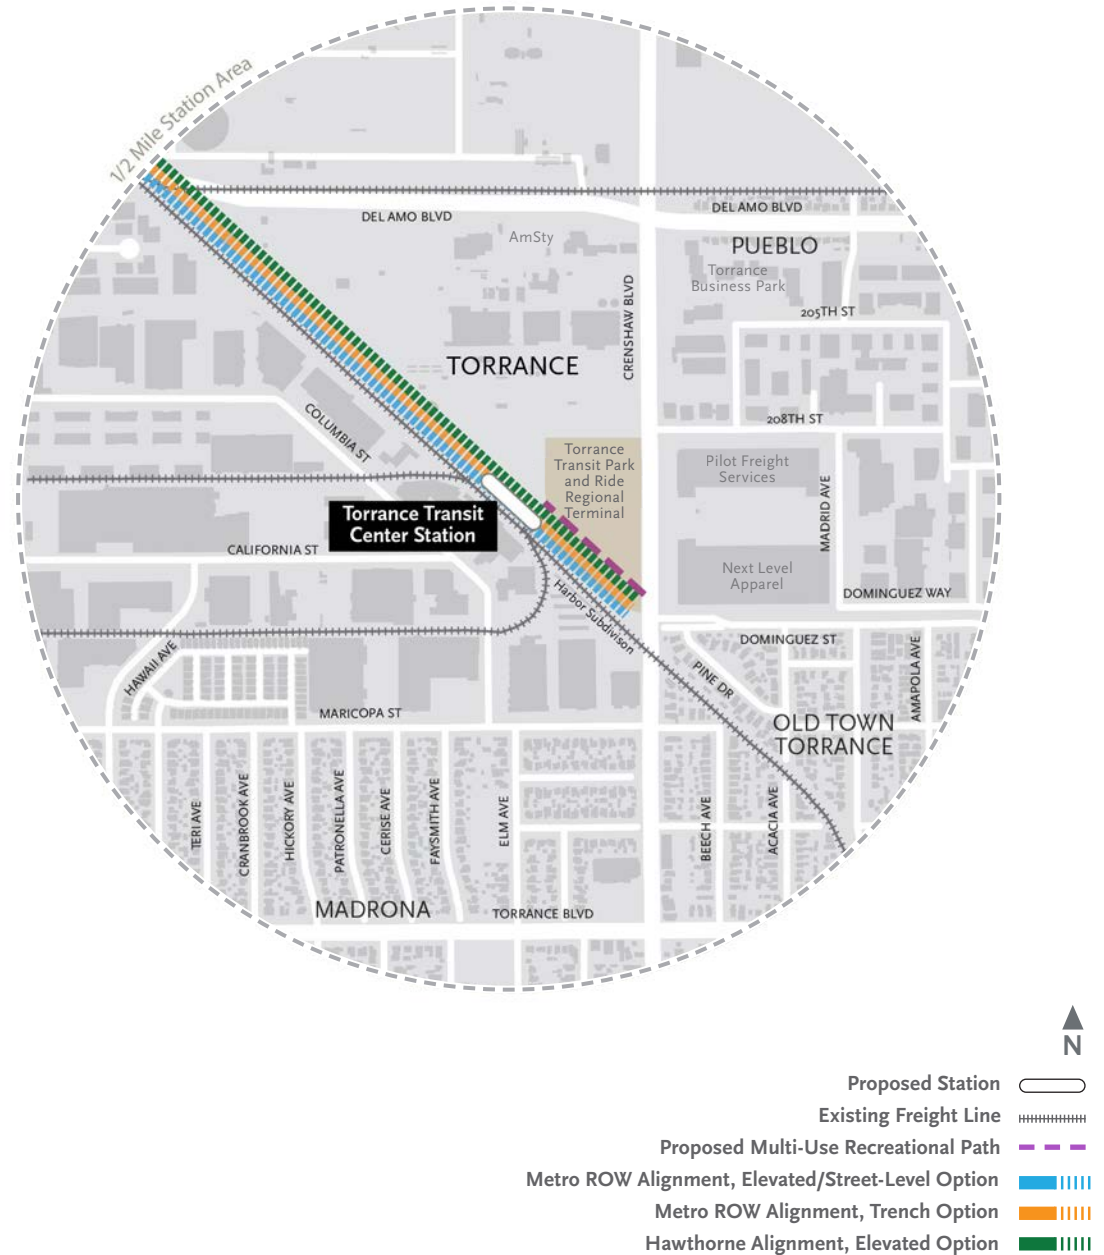 1/2 Mile Station Area
DEL AMO BLVD
DEL AMO BLVD
AmSty
PUEBLO
Torrance
Business Park
CRENSHAW BLVD
205TH ST
TORRANCE
208TH ST
COLUMBIA ST
Torrance
Transit Park
and Ride
Regional
Terminal
Pilot Freight
Services
MADRID AVE
Torrance Transit
Center Station
CALIFORNIA ST
Next Level
Apparel
DOMINGUEZ WAY
Harbor Subdivison
DOMINGUEZ ST
HAWAII AVE
PINE DR
AMAPOLA AVE
MARICOPA ST
OLD TOWN
TORRANCE
TERI AVE
CRANBROOK AVE
HICKORY AVE
PATRONELLA AVE
CERISE AVE
FAYSMITH AVE
ELM AVE
BEECH AVE
ACACIA AVE
MADRONA
TORRANCE BLVD
N
Proposed Station
Existing Freight Line
Proposed Multi-Use Recreational Path
Metro ROW Alignment, Elevated/Street-Level Option
Metro ROW Alignment, Trench Option
Hawthorne Alignment, Elevated Option